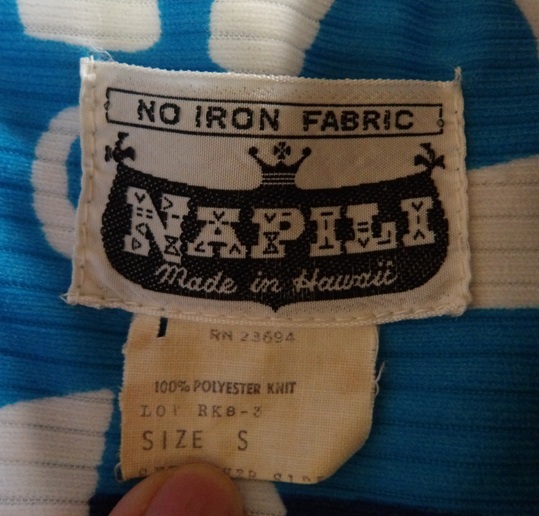 NO IRON FABRIC
NAPILI
Made in Hawaii
RN 23694
100% POLYESTER KNIT
LOT RK8-3
SIZE S